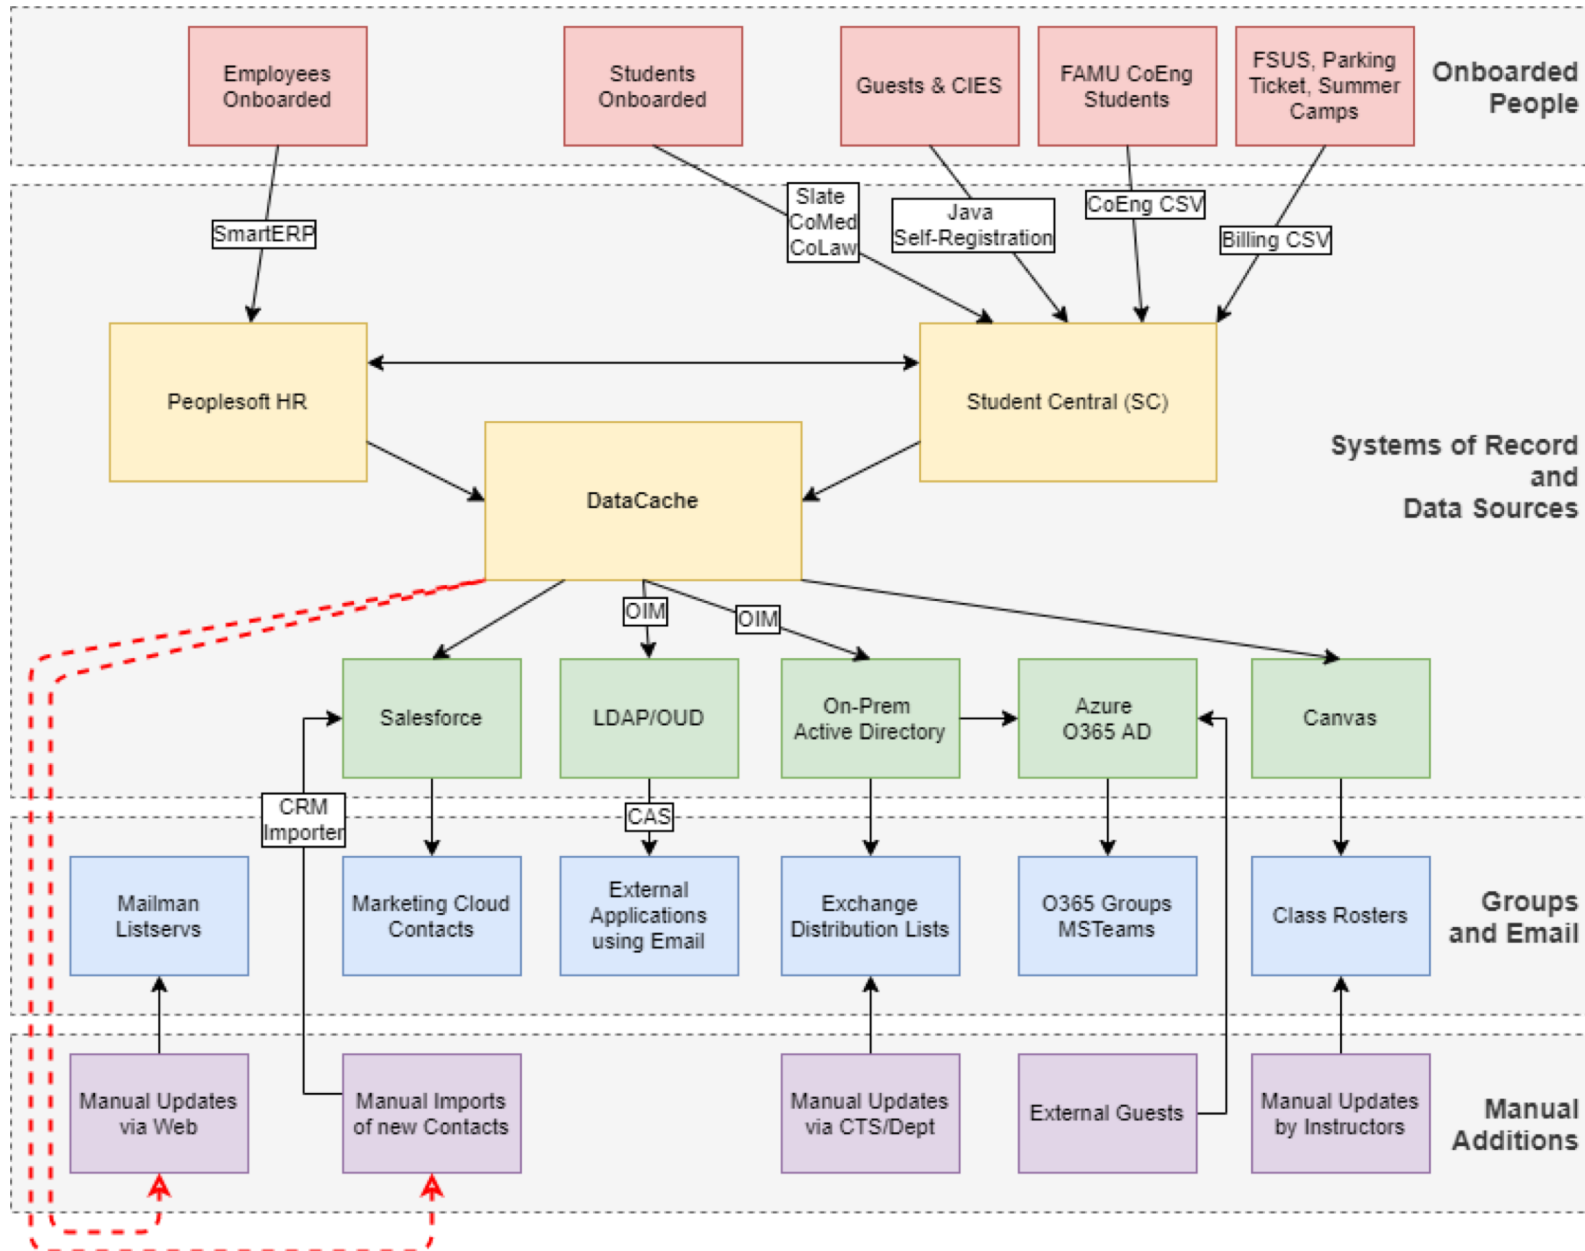 Employees
Onboarded
Students
Onboarded
Guests & CIES
FAMU CoEng
Students
FSUS, Parking
Ticket, Summer
Camps
Onboarded
People
SmartERP
Slate
CoMed
CoLaw
Java
Self-Registration
CoEng CSV
Billing CSV
Peoplesoft HR
Student Central (SC)
DataCache
Systems of Record
and
Data Sources
OIM
OIM
Salesforce
LDAP/OUD
On-Prem
Active Directory
Azure
O365 AD
Canvas
CRM
Importer
CAS
Mailman
Listservs
Marketing Cloud
Contacts
External
Applications
using Email
Exchange
Distribution Lists
O365 Groups
MSTeams
Class Rosters
Groups
and Email
Manual Updates
via Web
Manual Imports
of new Contacts
Manual Updates
via CTS/Dept
External Guests
Manual Updates
by Instructors
Manual
Additions